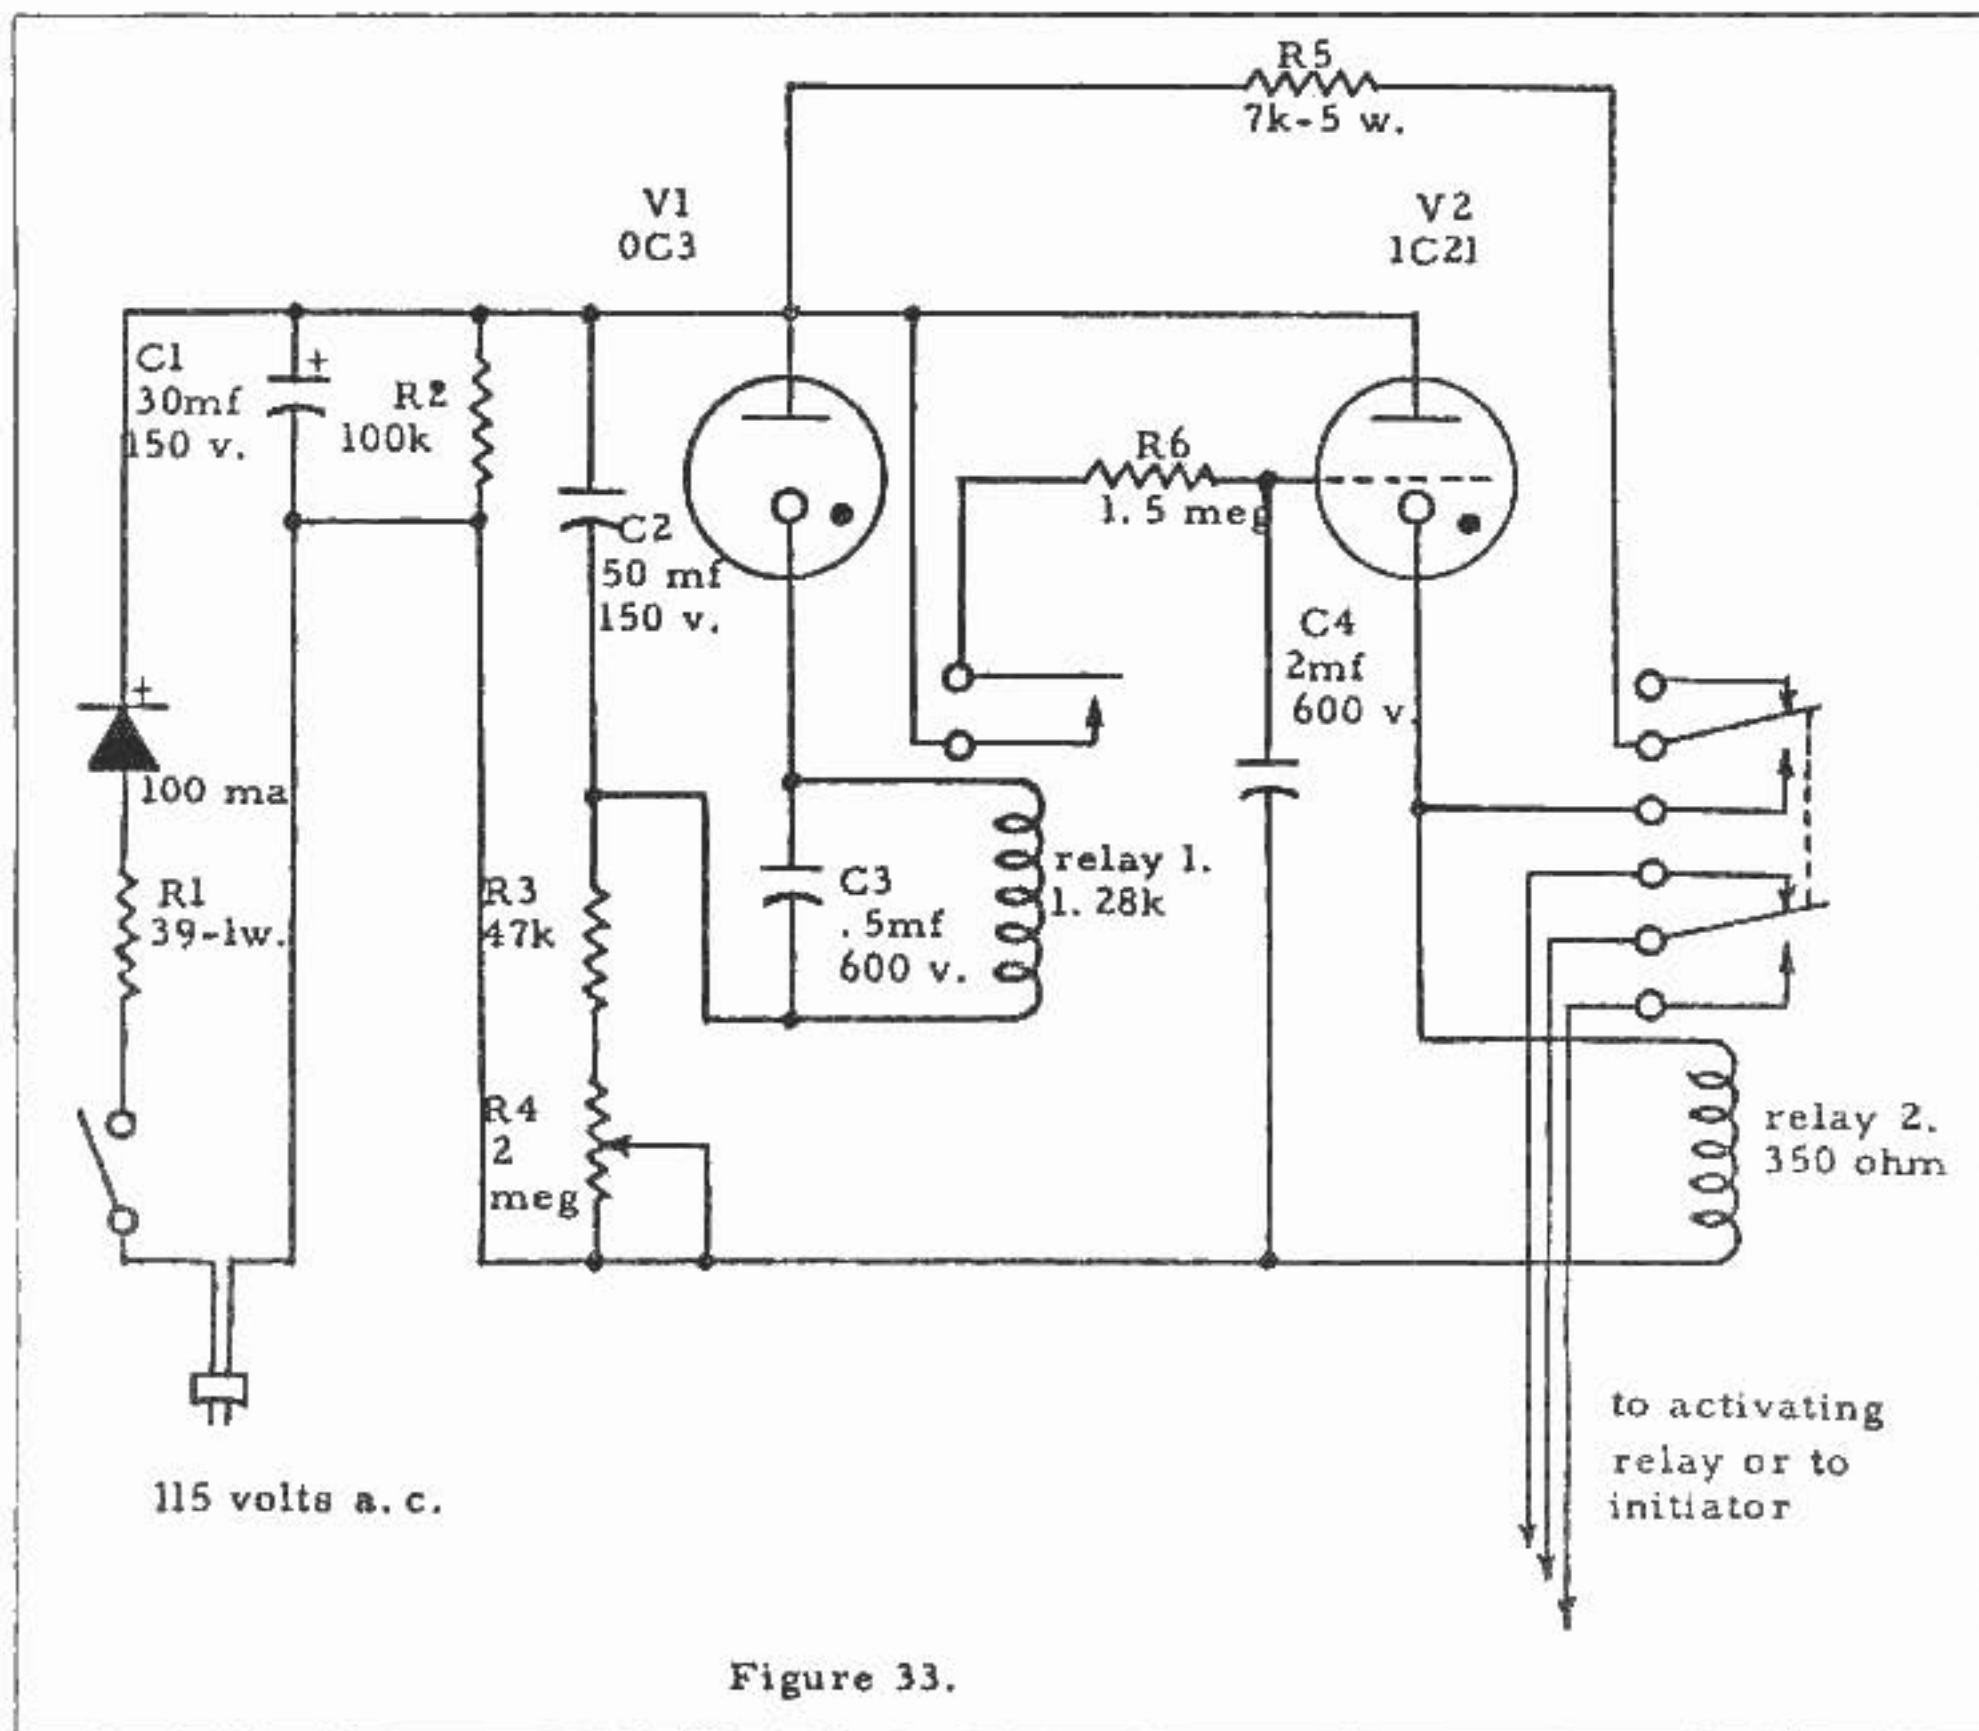 R5
7k-5 w.
V1
0C3
V2
1C21
C1
30mf
150 v.
+
R2
100k
C2
50 mf
150 v.
R6
1.5 meg
C4
2mf
600 v.
+
100 ma
R1
39-1w.
R3
47k
C3
.5mf
600 v.
relay 1.
1.28k
R4
2
meg
relay 2.
350 ohm
115 volts a.c.
to activating
relay or to
initiator
Figure 33.